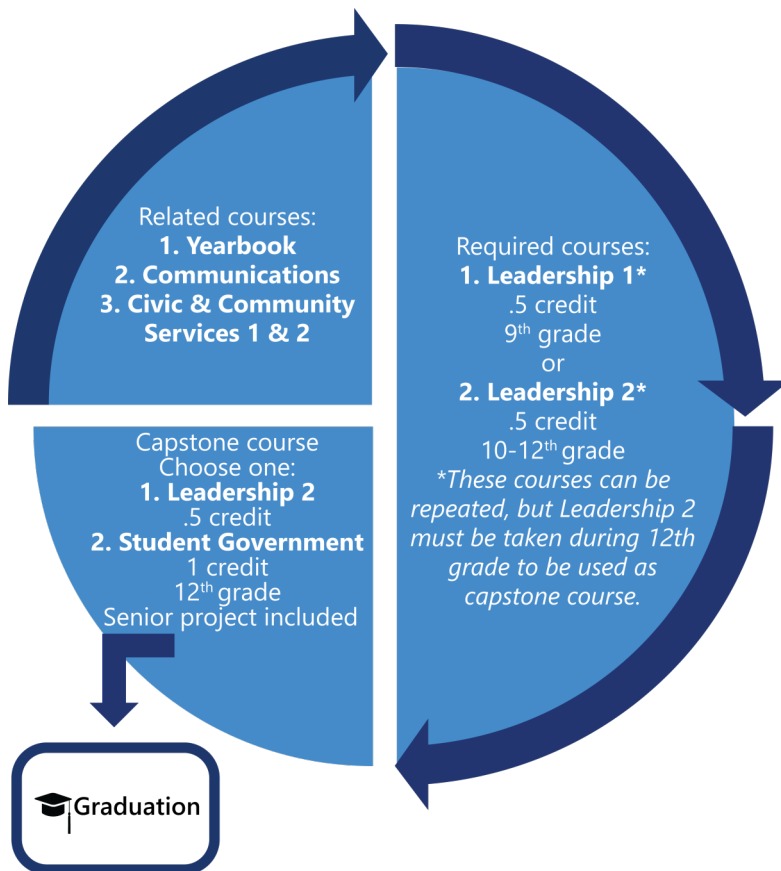 Related courses:
1. Yearbook
2. Communications
3. Civic & Community
Services 1 & 2
Required courses:
1. Leadership 1*
.5 credit
9th grade
or
2. Leadership 2*
.5 credit
10-12th grade
*These courses can be
repeated, but Leadership 2
must be taken during 12th
grade to be used as
capstone course.
Capstone course
Choose one:
1. Leadership 2
.5 credit
2. Student Government
1 credit
12th grade
Senior project included
Graduation